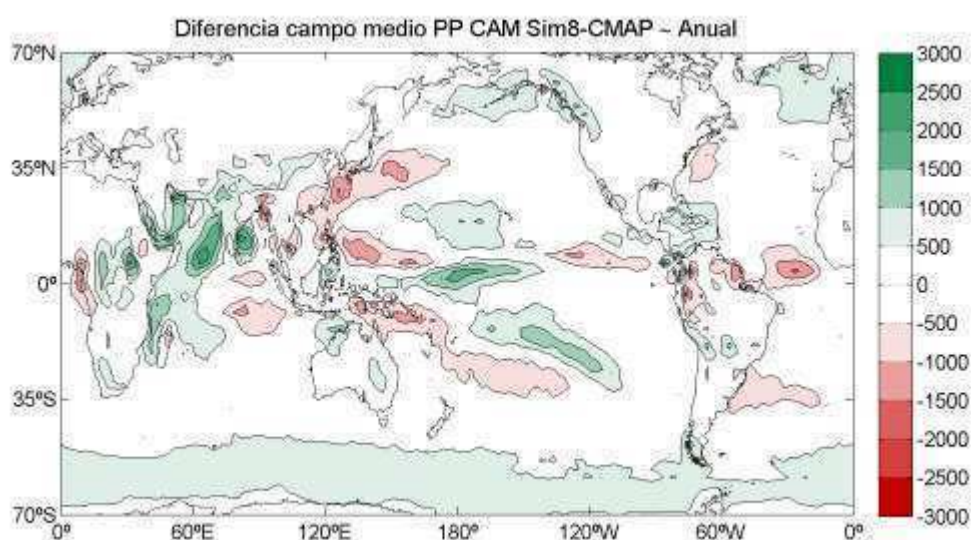 Diferencia campo medio PP CAM Sim8-CMAP ~ Anual
70ºN
35ºN
0º
35ºS
70ºS
0º 60ºE 120ºE 180º 120ºW 60ºW 0º
3000
2500
2000
1500
1000
500
0
-500
-1000
-1500
-2000
-2500
-3000